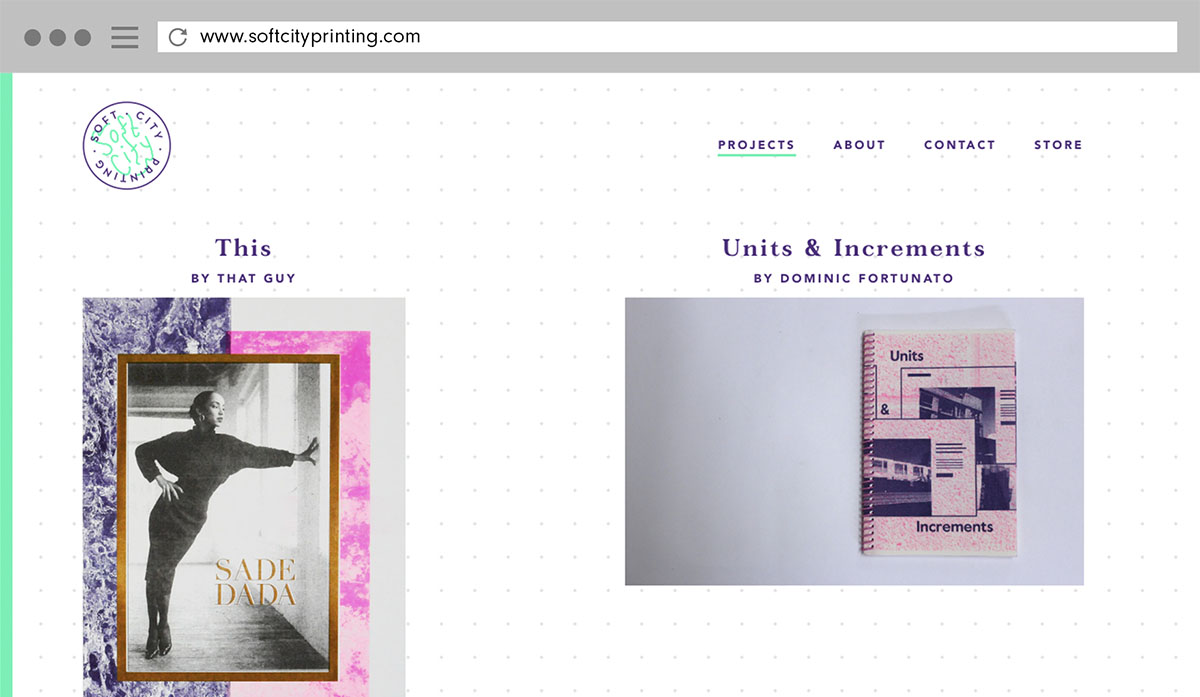 www.softcityprinting.com
SOFT · CITY · PRINTING ·
Soft
City
PROJECTS ABOUT CONTACT STORE
This
BY THAT GUY
Units & Increments
BY DOMINIC FORTUNATO
SADE
DADA
Units
&
Increments